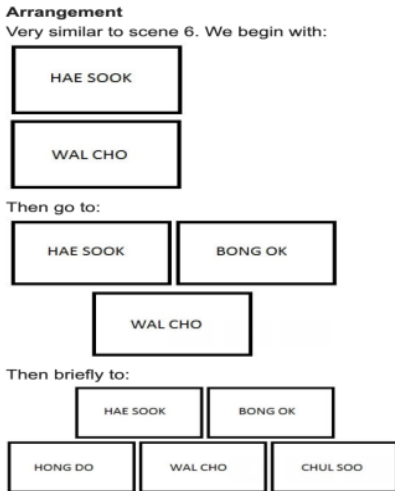 Arrangement
Very similar to scene 6. We begin with:
HAE SOOK
WAL CHO
Then go to:
HAE SOOK BONG OK
WAL CHO
Then briefly to:
HAE SOOK BONG OK
HONG DO WAL CHO CHUL SOO